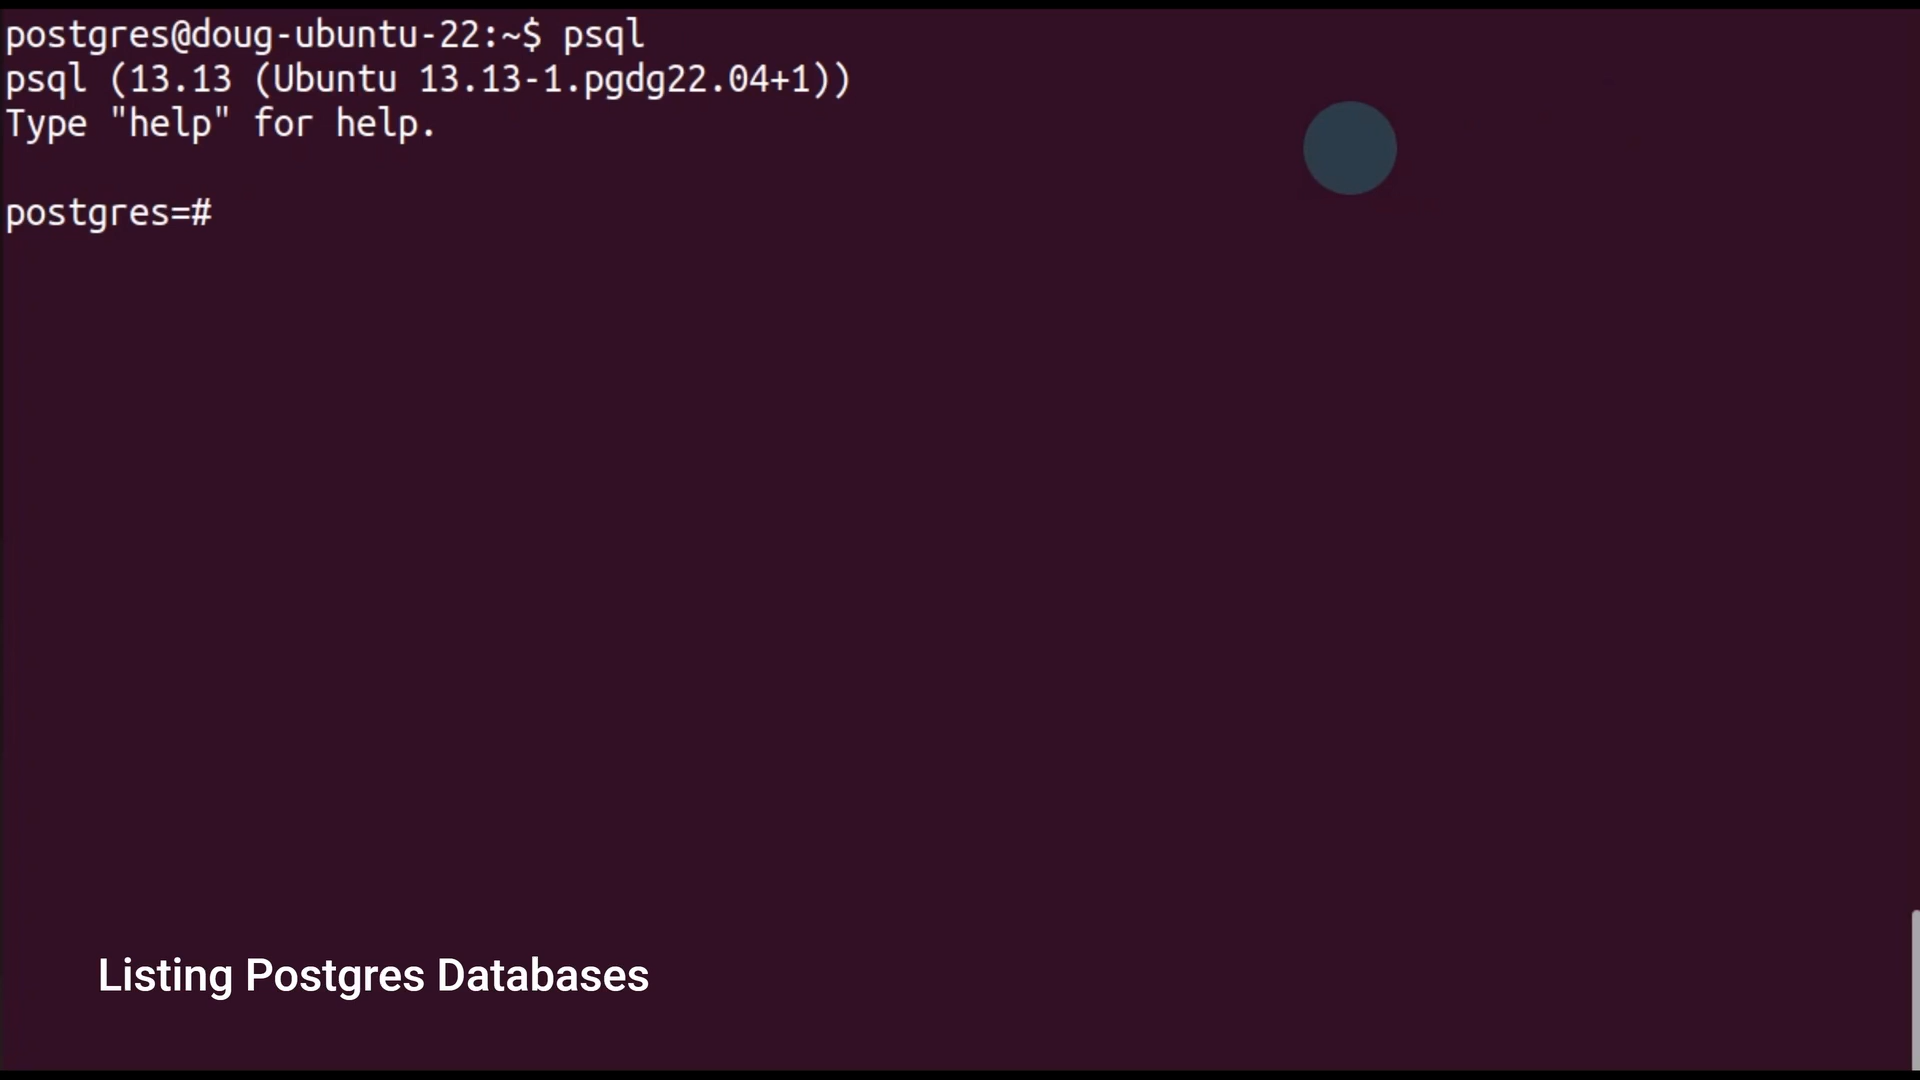 postgres@doug-ubuntu-22:~$ psql
psql (13.13 (Ubuntu 13.13-1.pgdg22.04+1))
Type "help" for help.
postgres=#
Listing Postgres Databases